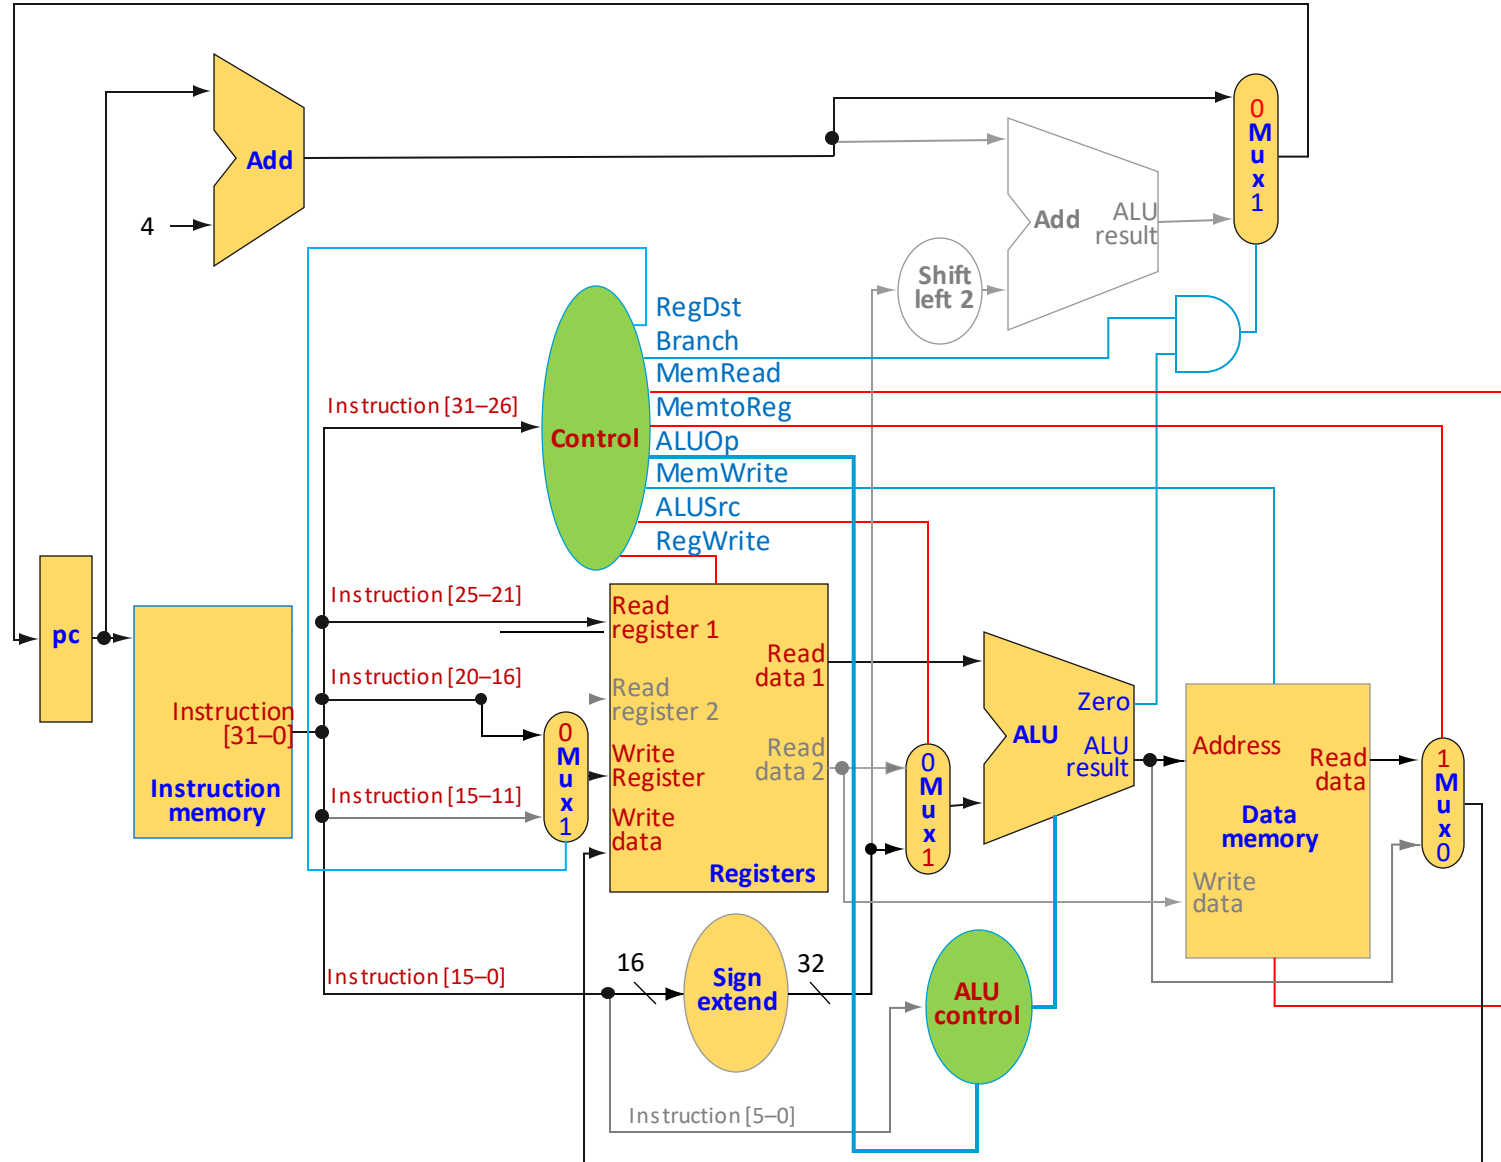 0
M
u
x
1
Add
4
Add
ALU
result
Shift
left 2
RegDst
Branch
MemRead
MemtoReg
ALUOp
MemWrite
ALUSrc
RegWrite
Instruction [31–26]
Control
Instruction [25–21]
Read
register 1
pc
Read
data 1
Instruction [20–16]
Read
register 2
Instruction
[31–0]
Instruction
memory
0
M
u
x
1
Write
Register
Read
data 2
Instruction [15–11]
Write
data
Registers
0
M
u
x
1
Zero
ALU
ALU
result
Address
Read
data
Data
memory
Write
data
1
M
u
x
0
Instruction [15–0]
16
Sign
extend
32
ALU
control
Instruction [5–0]